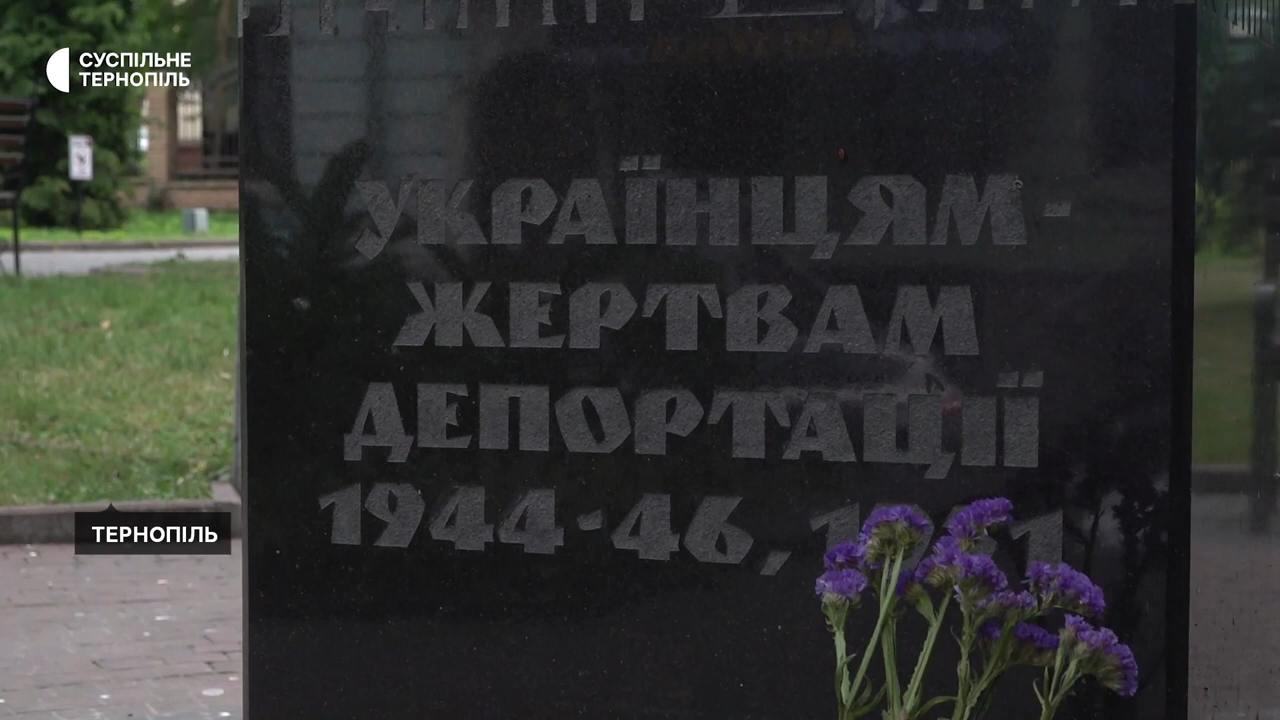 СУСПІЛЬНЕ
ТЕРНОПІЛЬ
УКРАЇНЦЯМ -
ЖЕРТВАМ
ДЕПОРТАЦІЇ
1944-46,
ТЕРНОПІЛЬ